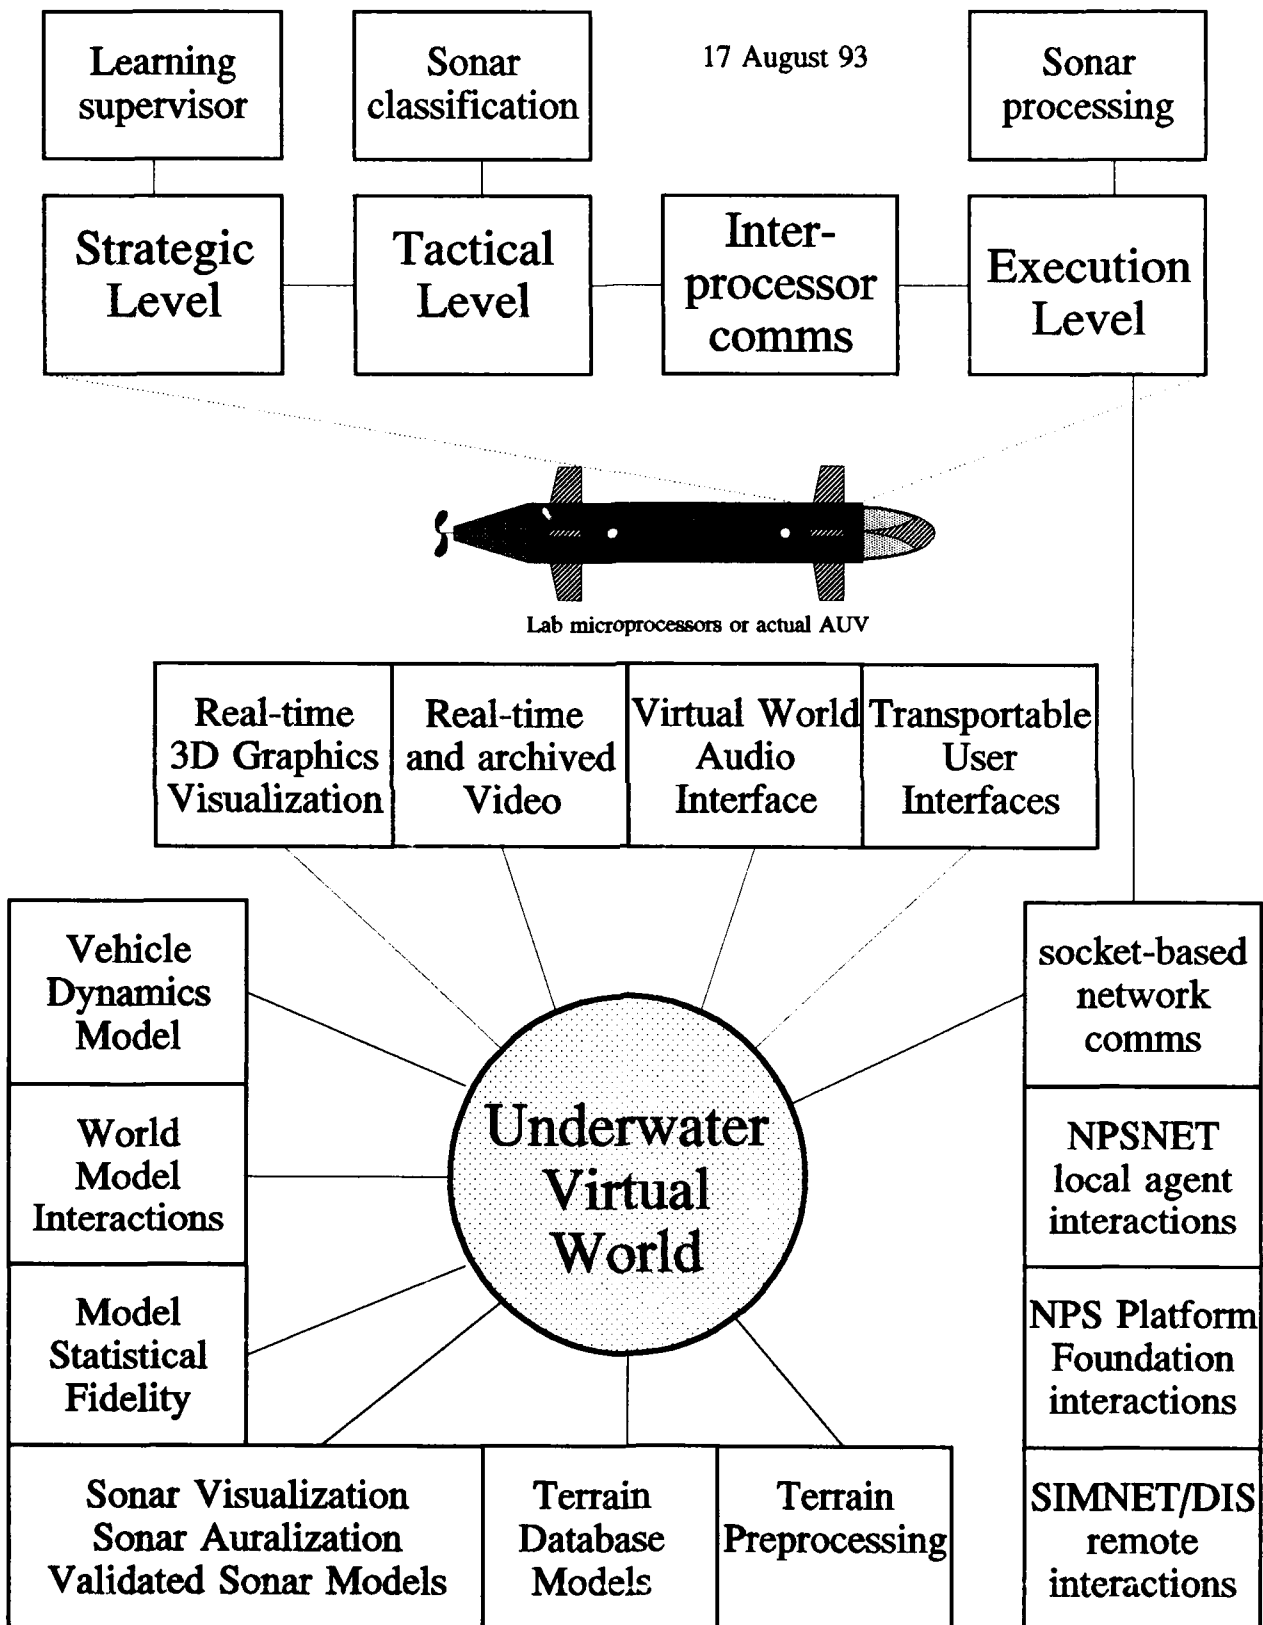 Learning
supervisor
Sonar
classification
17 August 93
Sonar
processing
Strategic
Level
Tactical
Level
Inter-
processor
comms
Execution
Level
Lab microprocessors or actual AUV
Real-time
3D Graphics
Visualization
Real-time
and archived
Video
Virtual World
Audio
Interface
Transportable
User
Interfaces
Vehicle
Dynamics
Model
World
Model
Interactions
Model
Statistical
Fidelity
Underwater
Virtual
World
socket-based
network
comms
NPSNET
local agent
interactions
NPS Platform
Foundation
interactions
SIMNET/DIS
remote
interactions
Sonar Visualization
Sonar Auralization
Validated Sonar Models
Terrain
Database
Models
Terrain
Preprocessing